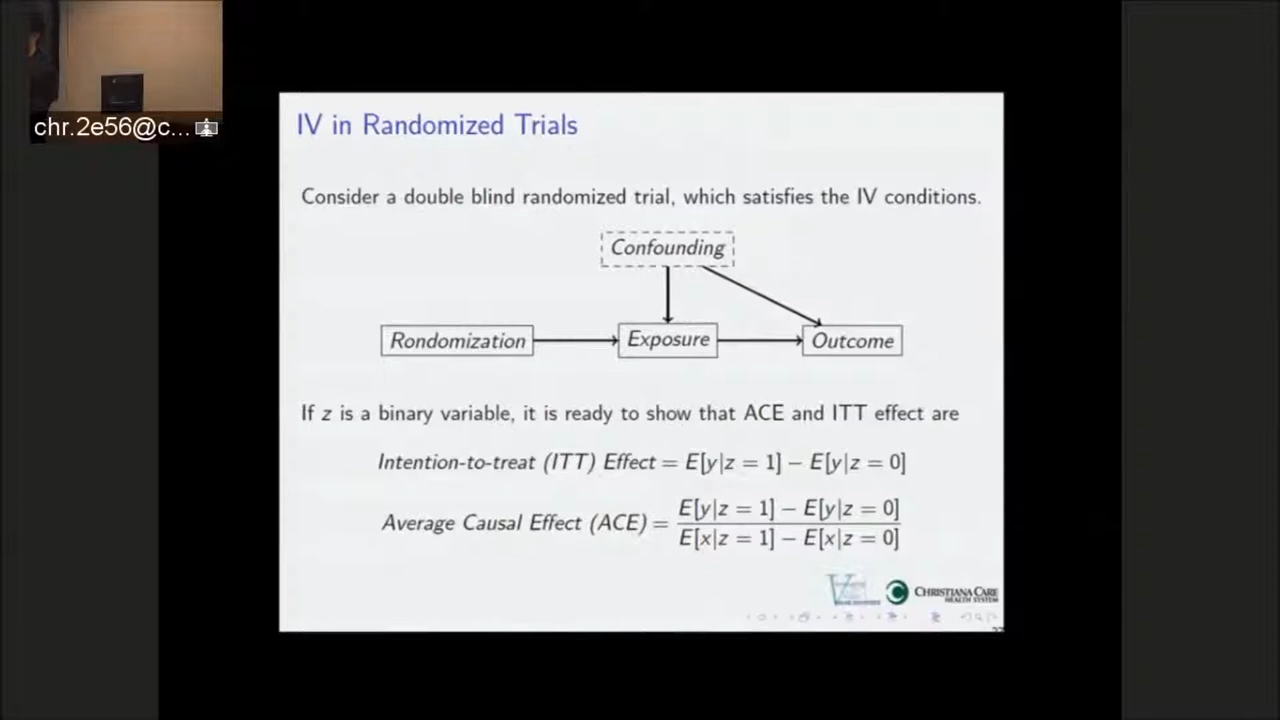 chr.2e56@c...
IV in Randomized Trials
Consider a double blind randomized trial, which satisfies the IV conditions.
Confounding
Rondomization
Exposure
Outcome
If z is a binary variable, it is ready to show that ACE and ITT effect are
Intention-to-treat (ITT) Effect = E[y|z = 1] − E[y|z = 0]
Average Causal Effect (ACE) = E[y|z = 1] − E[y|z = 0]
E[x|z = 1] − E[x|z = 0]
CHRISTIANA CARE
HEALTH SYSTEM